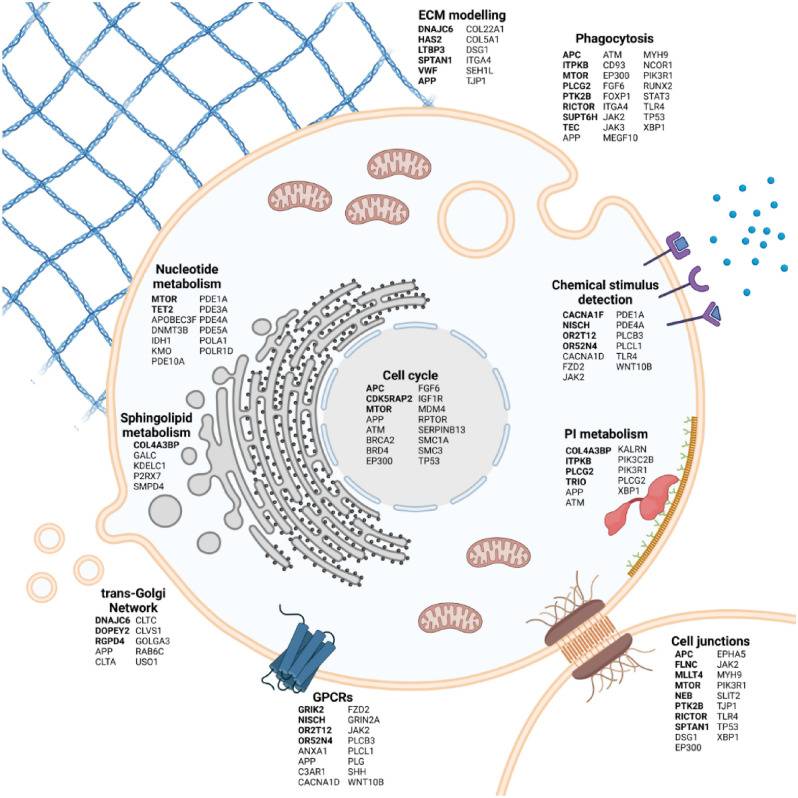 ECM modelling
DNAJC6 COL22A1
HAS2 COL5A1
LTBP3 DSG1
SPTAN1 ITGA4
VWF SEH1L
APP TJP1
Phagocytosis
APC ATM MYH9
ITPKB CD93 NCOR1
MTOR EP300 PIK3R1
PLCG2 FGF6 RUNX2
PTK2B FOXP1 STAT3
RICTOR ITGA4 TLR4
SUPT6H JAK2 TP53
TEC JAK3 XBP1
APP MEGF10
Nucleotide
metabolism
MTOR PDE1A
TET2 PDE3A
APOBEC3F PDE4A
DNMT3B PDE5A
IDH1 POLA1
KMO POLR1D
PDE10A
Chemical stimulus
detection
CACNA1F PDE1A
NISCH PDE4A
OR2T12 PLCB3
OR52N4 PLCL1
CACNA1D TLR4
FZD2 WNT10B
JAK2
Cell cycle
APC FGF6
CDK5RAP2 IGF1R
MTOR MDM4
APP RPTOR
ATM SERPINB13
BRCA2 SMC1A
BRD4 SMC3
EP300 TP53
Sphingolipid
metabolism
COL4A3BP
GALC
KDELC1
P2RX7
SMPD4
PI metabolism
COL4A3BP KALRN
ITPKB PIK3C2B
PLCG2 PIK3R1
TRIO PLCG2
APP XBP1
ATM
trans-Golgi
Network
DNAJC6 CLTC
DOPEY2 CLVS1
RGPD4 GOLGA3
APP RAB6C
CLTA USO1
GPCRs
GRIK2 FZD2
NISCH GRIN2A
OR2T12 JAK2
OR52N4 PLCB3
ANXA1 PLCL1
APP PLG
C3AR1 SHH
CACNA1D WNT10B
Cell junctions
APC EPHA5
FLNC JAK2
MLLT4 MYH9
MTOR PIK3R1
NEB SLIT2
PTK2B TJP1
RICTOR TLR4
SPTAN1 TP53
DSG1 XBP1
EP300